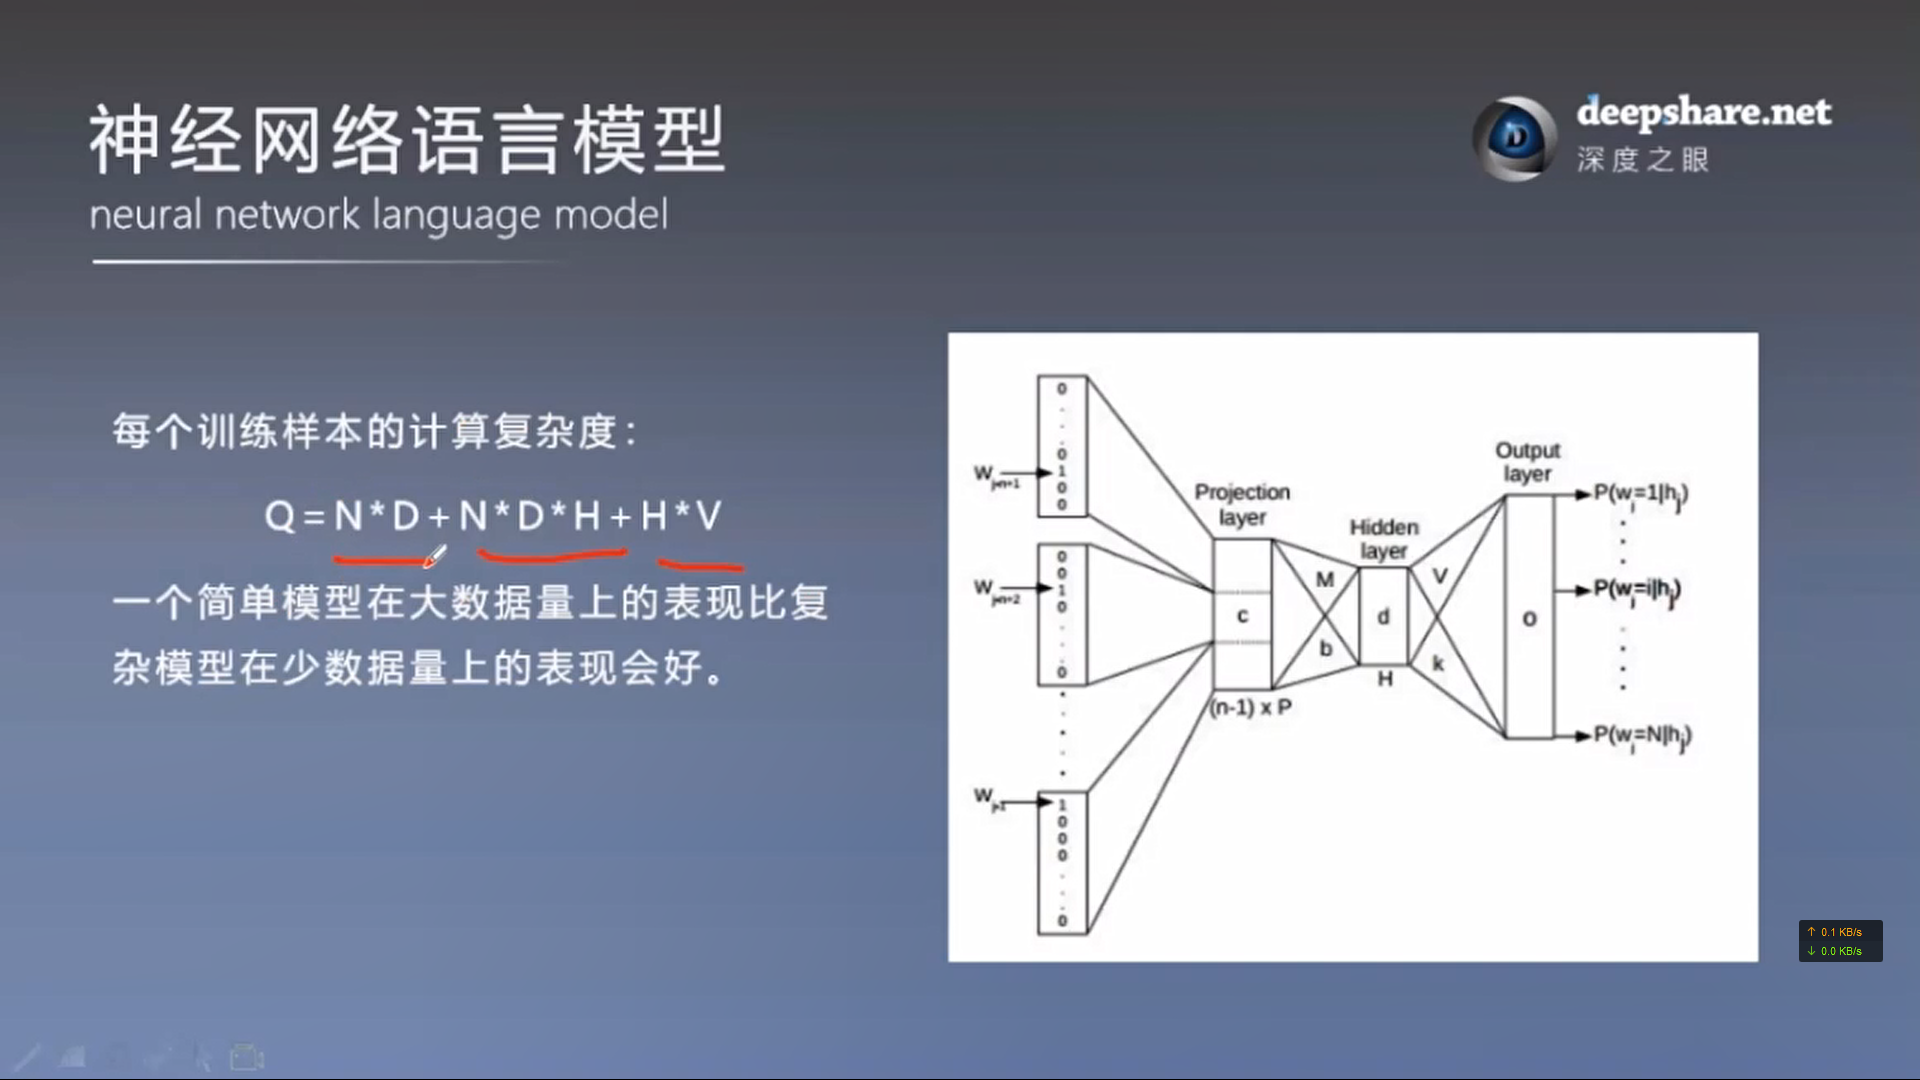 神经网络语言模型
neural network language model
deepshare.net
深度之眼
每个训练样本的计算复杂度：
Q=N*D+N*D*H+H*V
一个简单模型在大数据量上的表现比复
杂模型在少数据量上的表现会好。
0
0
W j-n+1
1
0
0
0
0
W j-n+2
1
0
0
W j-1
1
0
0
0
0
Projection
layer
c
(n-1) x P
M
b
Hidden
layer
d
H
V
k
Output
layer
o
P(w_j=1|h_j)
P(w_j=i|h_j)
P(w_j=N|h_j)
↑ 0.1 KB/s
↓ 0.0 KB/s